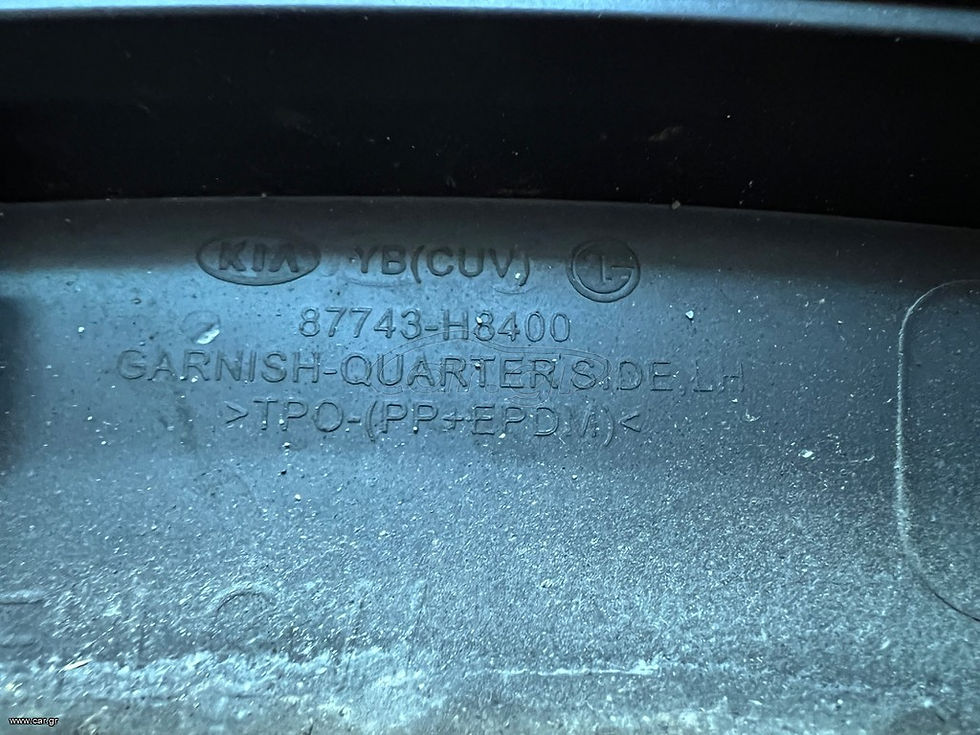 KIA YB(CUV) LG
87743-H8400
GARNISH-QUARTER SIDE,LH
>TPO-(PP+EPDM)<
www.car.gr